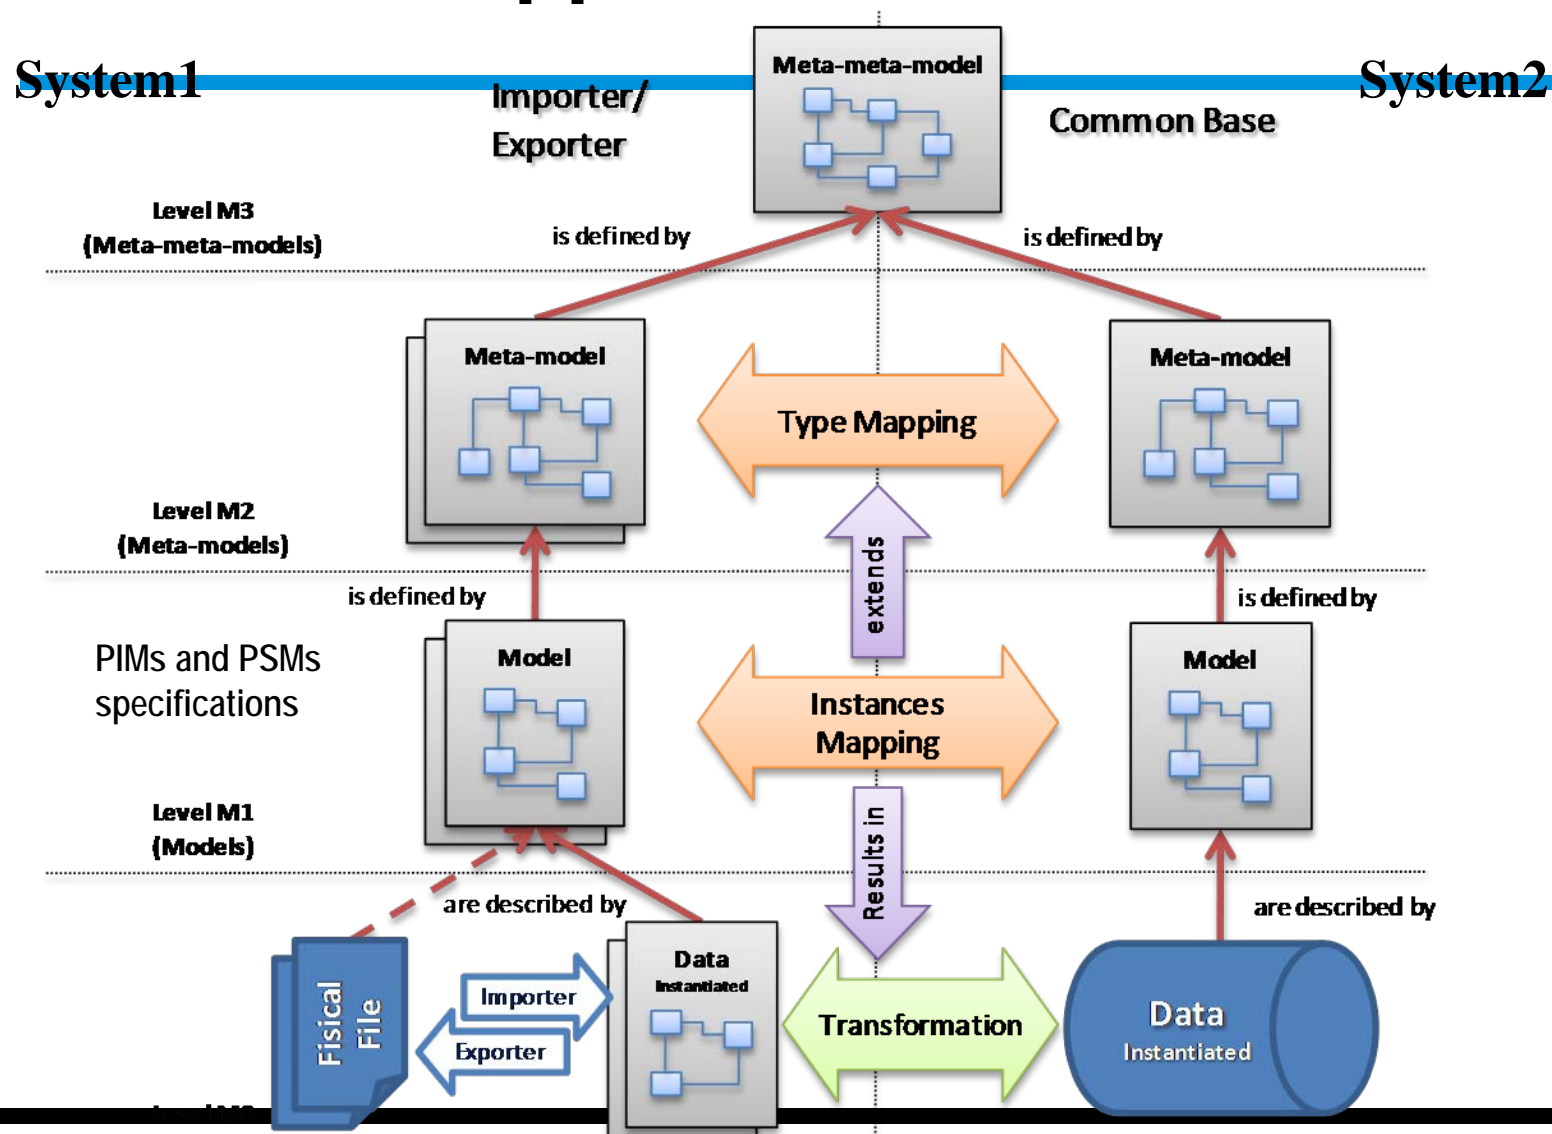 System1
System2
Meta-meta-model
Importer/
Exporter
Common Base
Level M3
(Meta-meta-models)
is defined by
is defined by
Meta-model
Type Mapping
Meta-model
Level M2
(Meta-models)
extends
is defined by
is defined by
PIMs and PSMs
specifications
Model
Instances
Mapping
Model
Level M1
(Models)
Results in
are described by
are described by
Fisical
File
Importer
Exporter
Data
Instantiated
Transformation
Data
Instantiated